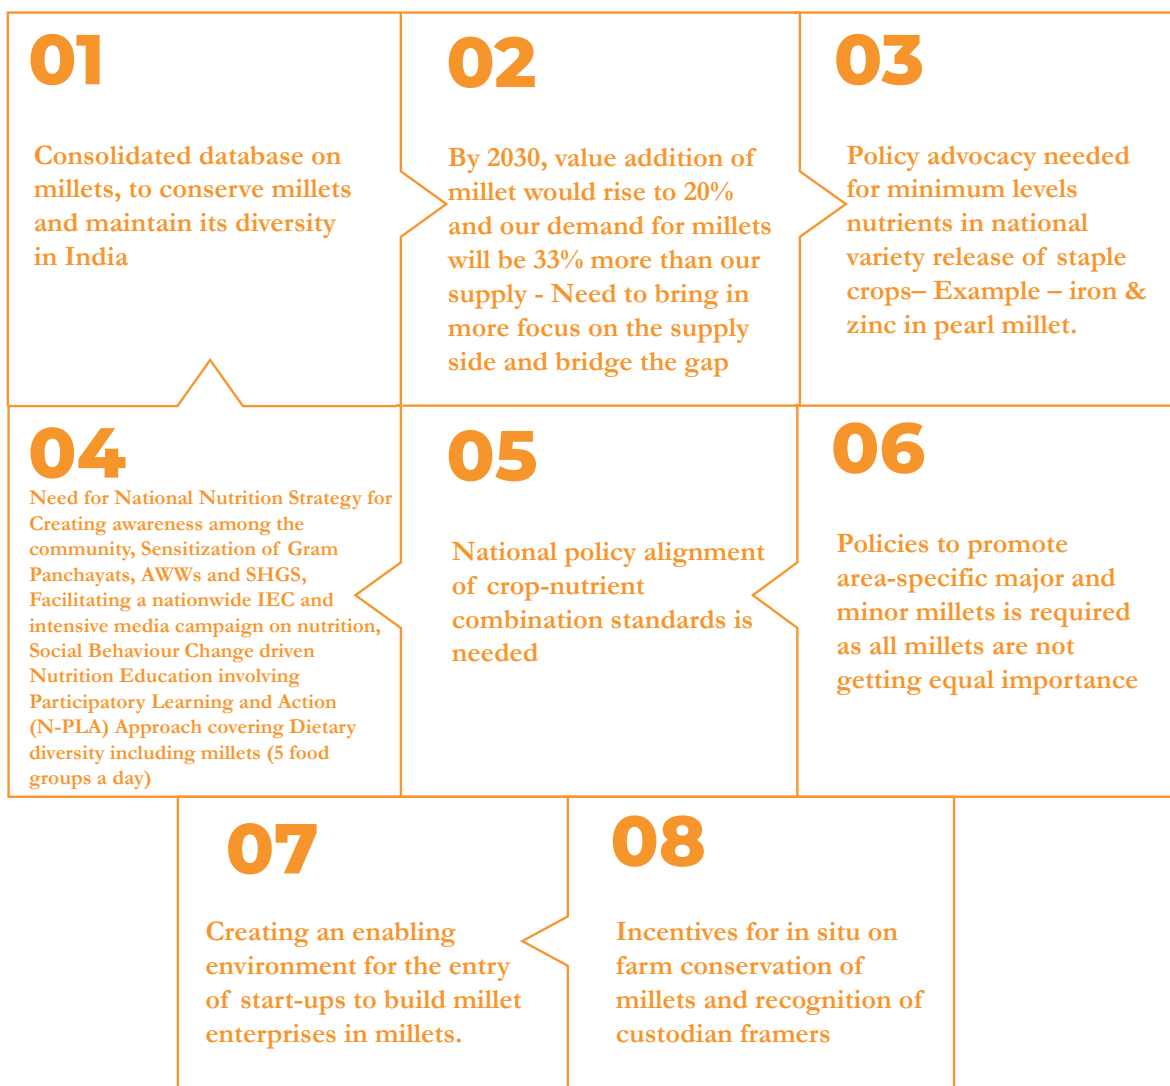 01
Consolidated database on
millets, to conserve millets
and maintain its diversity
in India
02
By 2030, value addition of
millet would rise to 20%
and our demand for millets
will be 33% more than our
supply - Need to bring in
more focus on the supply
side and bridge the gap
03
Policy advocacy needed
for minimum levels
nutrients in national
variety release of staple
crops– Example – iron &
zinc in pearl millet.
04
Need for National Nutrition Strategy for
Creating awareness among the
community, Sensitization of Gram
Panchayats, AWWs and SHGS,
Facilitating a nationwide IEC and
intensive media campaign on nutrition,
Social Behaviour Change driven
Nutrition Education involving
Participatory Learning and Action
(N-PLA) Approach covering Dietary
diversity including millets (5 food
groups a day)
05
National policy alignment
of crop-nutrient
combination standards is
needed
06
Policies to promote
area-specific major and
minor millets is required
as all millets are not
getting equal importance
07
Creating an enabling
environment for the entry
of start-ups to build millet
enterprises in millets.
08
Incentives for in situ on
farm conservation of
millets and recognition of
custodian framers